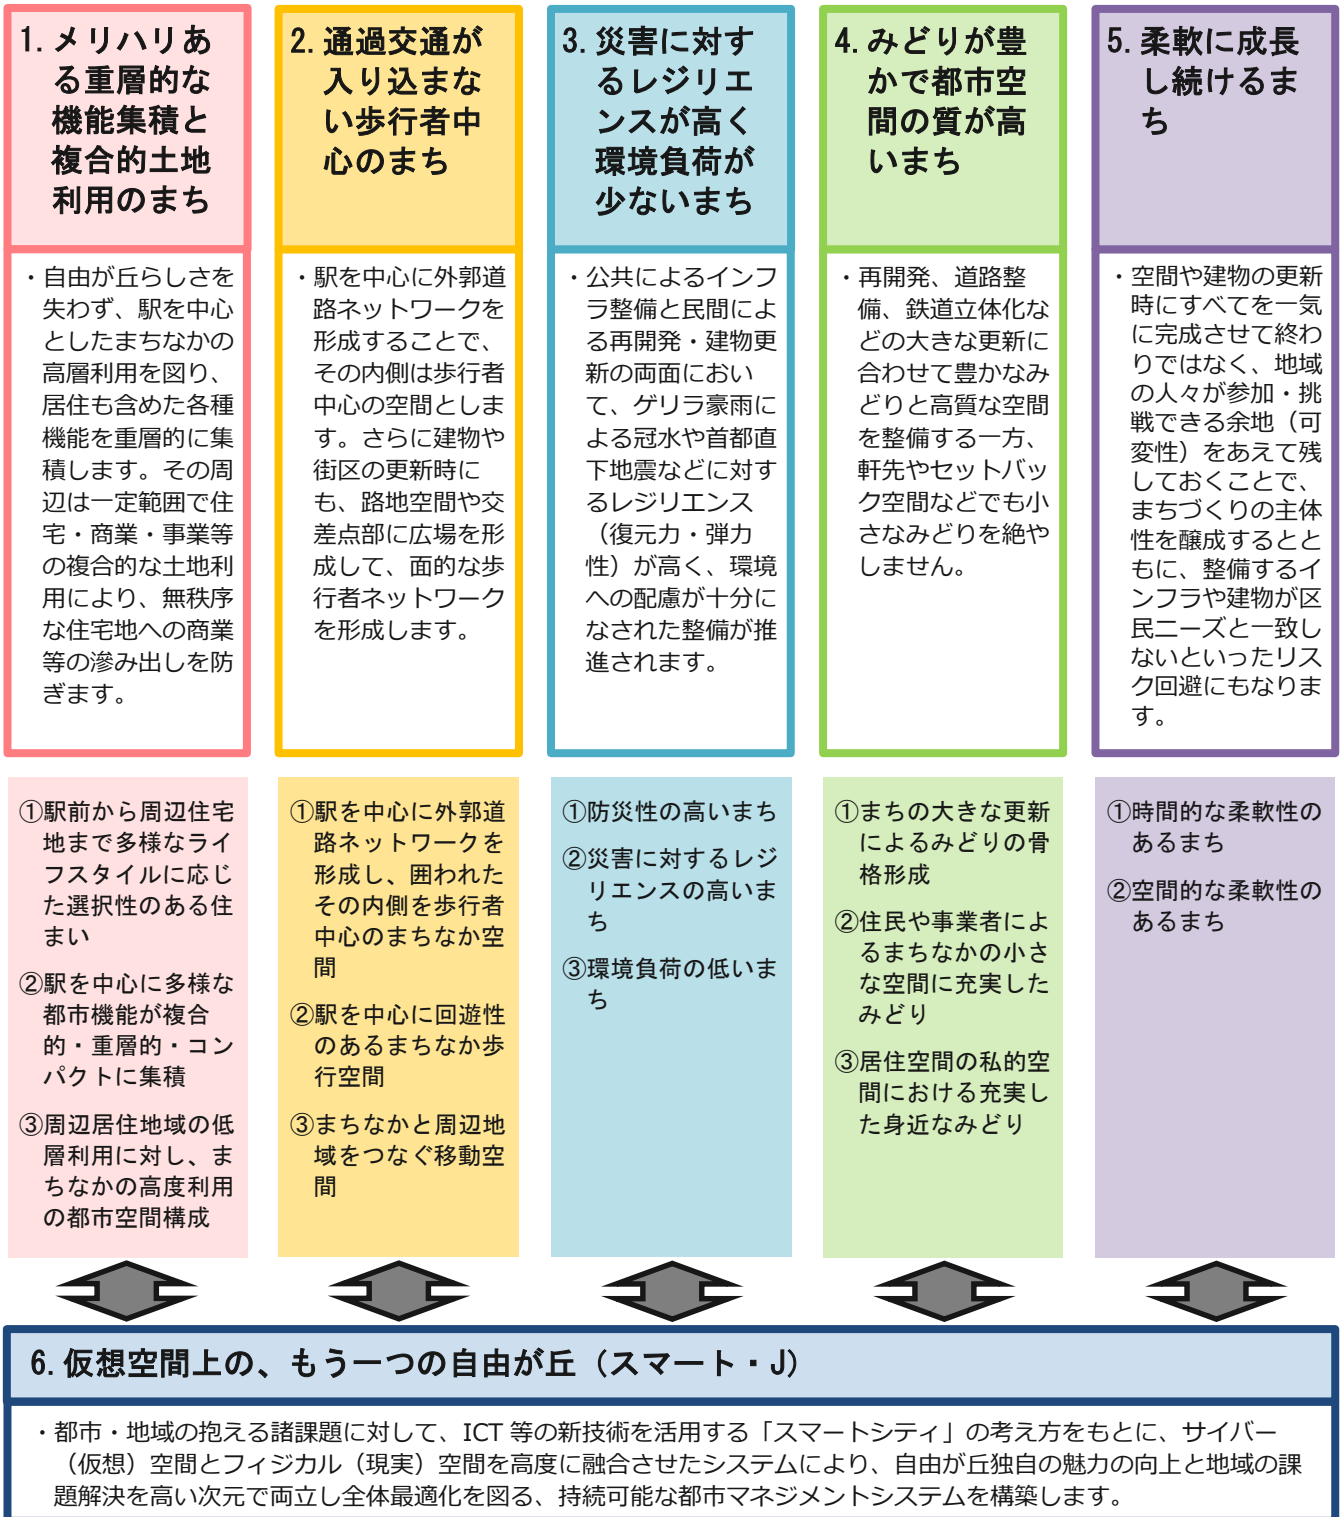 1.メリハリあ
る重層的な
機能集積と
複合的土地
利用のまち
・自由が丘らしさを
失わず、駅を中心
としたまちなかの
高層利用を図り、
居住も含めた各種
機能を重層的に集
積します。その周
辺は一定範囲で住
宅・商業・事業等
の複合的な土地利
用により、無秩序
な住宅地への商業
等の滲み出しを防
ぎます。
①駅前から周辺住宅
地まで多様なライ
フスタイルに応じ
た選択性のある住
まい
②駅を中心に多様な
都市機能が複合
的・重層的・コン
パクトに集積
③周辺居住地域の低
層利用に対し、ま
ちなかの高度利用
の都市空間構成
2.通過交通が
入り込まな
い歩行者中
心のまち
・駅を中心に外郭道
路ネットワークを
形成することで、
その内側は歩行者
中心の空間としま
す。さらに建物や
街区の更新時に
も、路地空間や交
差点部に広場を形
成して、面的な歩
行者ネットワーク
を形成します。
①駅を中心に外郭道
路ネットワークを
形成し、囲われた
その内側を歩行者
中心のまちなか空
間
②駅を中心に回遊性
のあるまちなか歩
行空間
③まちなかと周辺地
域をつなぐ移動空
間
3.災害に対す
るレジリエ
ンスが高く
環境負荷が
少ないまち
・公共によるインフ
ラ整備と民間によ
る再開発・建物更
新の両面におい
て、ゲリラ豪雨に
よる冠水や首都直
下地震などに対す
るレジリエンス
（復元力・弾力
性）が高く、環境
への配慮が十分に
なされた整備が推
進されます。
①防災性の高いまち
②災害に対するレジ
リエンスの高いま
ち
③環境負荷の低いま
ち
4.みどりが豊
かで都市空
間の質が高
いまち
・再開発、道路整
備、鉄道立体化な
どの大きな更新に
合わせて豊かなみ
どりと高質な空間
を整備する一方、
軒先やセットバッ
ク空間などでも小
さなみどりを絶や
しません。
①まちの大きな更新
によるみどりの骨
格形成
②住民や事業者によ
るまちなかの小さ
な空間に充実した
みどり
③居住空間の私的空
間における充実し
た身近なみどり
5.柔軟に成長
し続けるま
ち
・空間や建物の更新
時にすべてを一気
に完成させて終わ
りではなく、地域
の人々が参加・挑
戦できる余地（可
変性）をあえて残
しておくことで、
まちづくりの主体
性を醸成するとと
もに、整備するイ
ンフラや建物が区
民ニーズと一致し
ないといったリス
ク回避にもなりま
す。
①時間的な柔軟性の
あるまち
②空間的な柔軟性の
あるまち
6.仮想空間上の、もう一つの自由が丘（スマート・J）
・都市・地域の抱える諸課題に対して、ICT 等の新技術を活用する「スマートシティ」の考え方をもとに、サイバー
（仮想）空間とフィジカル（現実）空間を高度に融合させたシステムにより、自由が丘独自の魅力の向上と地域の課
題解決を高い次元で両立し全体最適化を図る、持続可能な都市マネジメントシステムを構築します。